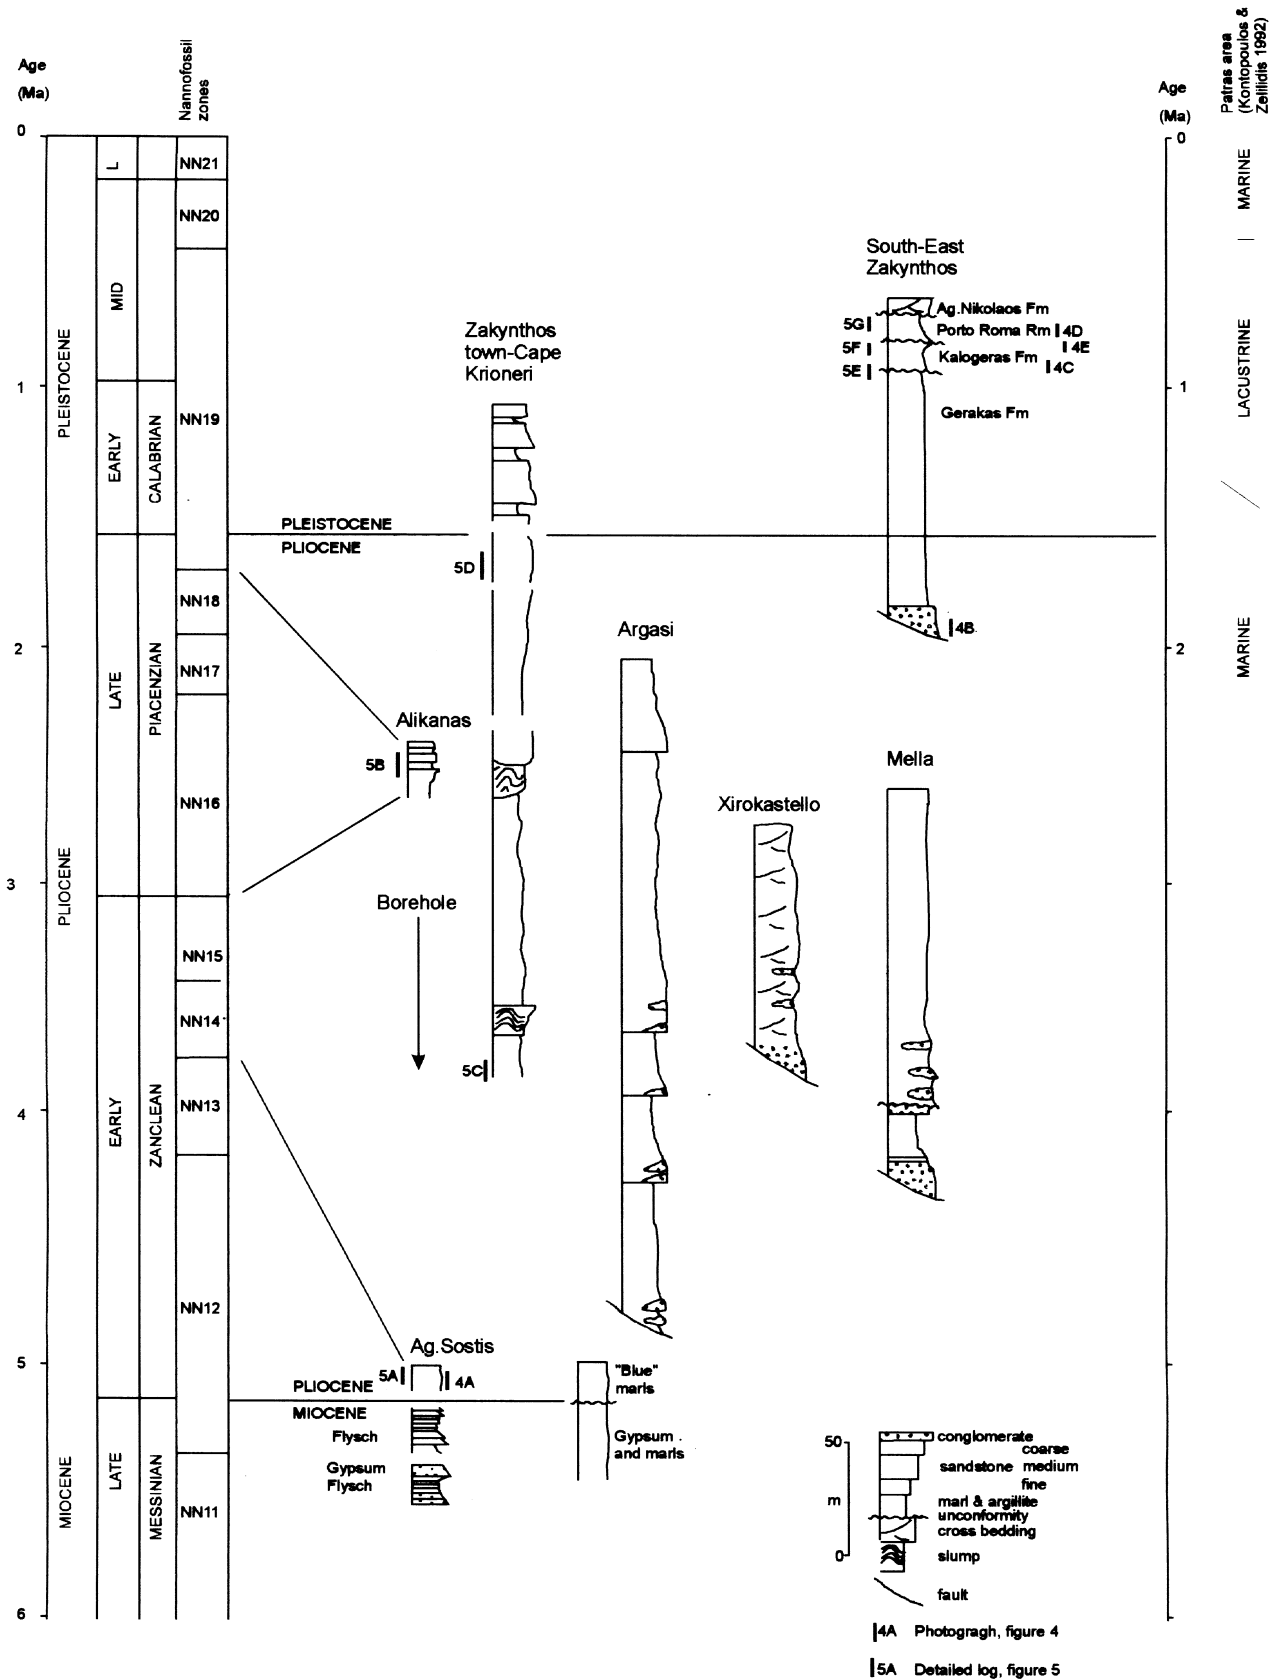 Age
(Ma)
Nannofossil
zones
0
1
2
3
4
5
6
PLEISTOCENE
PLIOCENE
MIOCENE
L
MID
EARLY
LATE
EARLY
LATE
CALABRIAN
PIACENZIAN
ZANCLEAN
MESSINIAN
NN21
NN20
NN19
NN18
NN17
NN16
NN15
NN14
NN13
NN12
NN11
PLEISTOCENE
PLIOCENE
PLIOCENE
MIOCENE
Alikanas
5B
Borehole
Ag.Sostis
5A
4A
Flysch
Gypsum
Flysch
Zakynthos
town-Cape
Krioneri
5D
5C
"Blue"
marls
Gypsum
and marls
Argasi
Xirokastello
South-East
Zakynthos
Ag.Nikolaos Fm
5G
Porto Roma Rm
4D
5F
4E
Kalogeras Fm
4C
5E
Gerakas Fm
4B
Mella
Age
(Ma)
0
1
2
Patras area
(Kontopoulos &
Zelilidis 1992)
MARINE
LACUSTRINE
MARINE
50
m
0
conglomerate
coarse
sandstone medium
fine
marl & argillite
unconformity
cross bedding
slump
fault
4A Photogragh, figure 4
5A Detailed log, figure 5